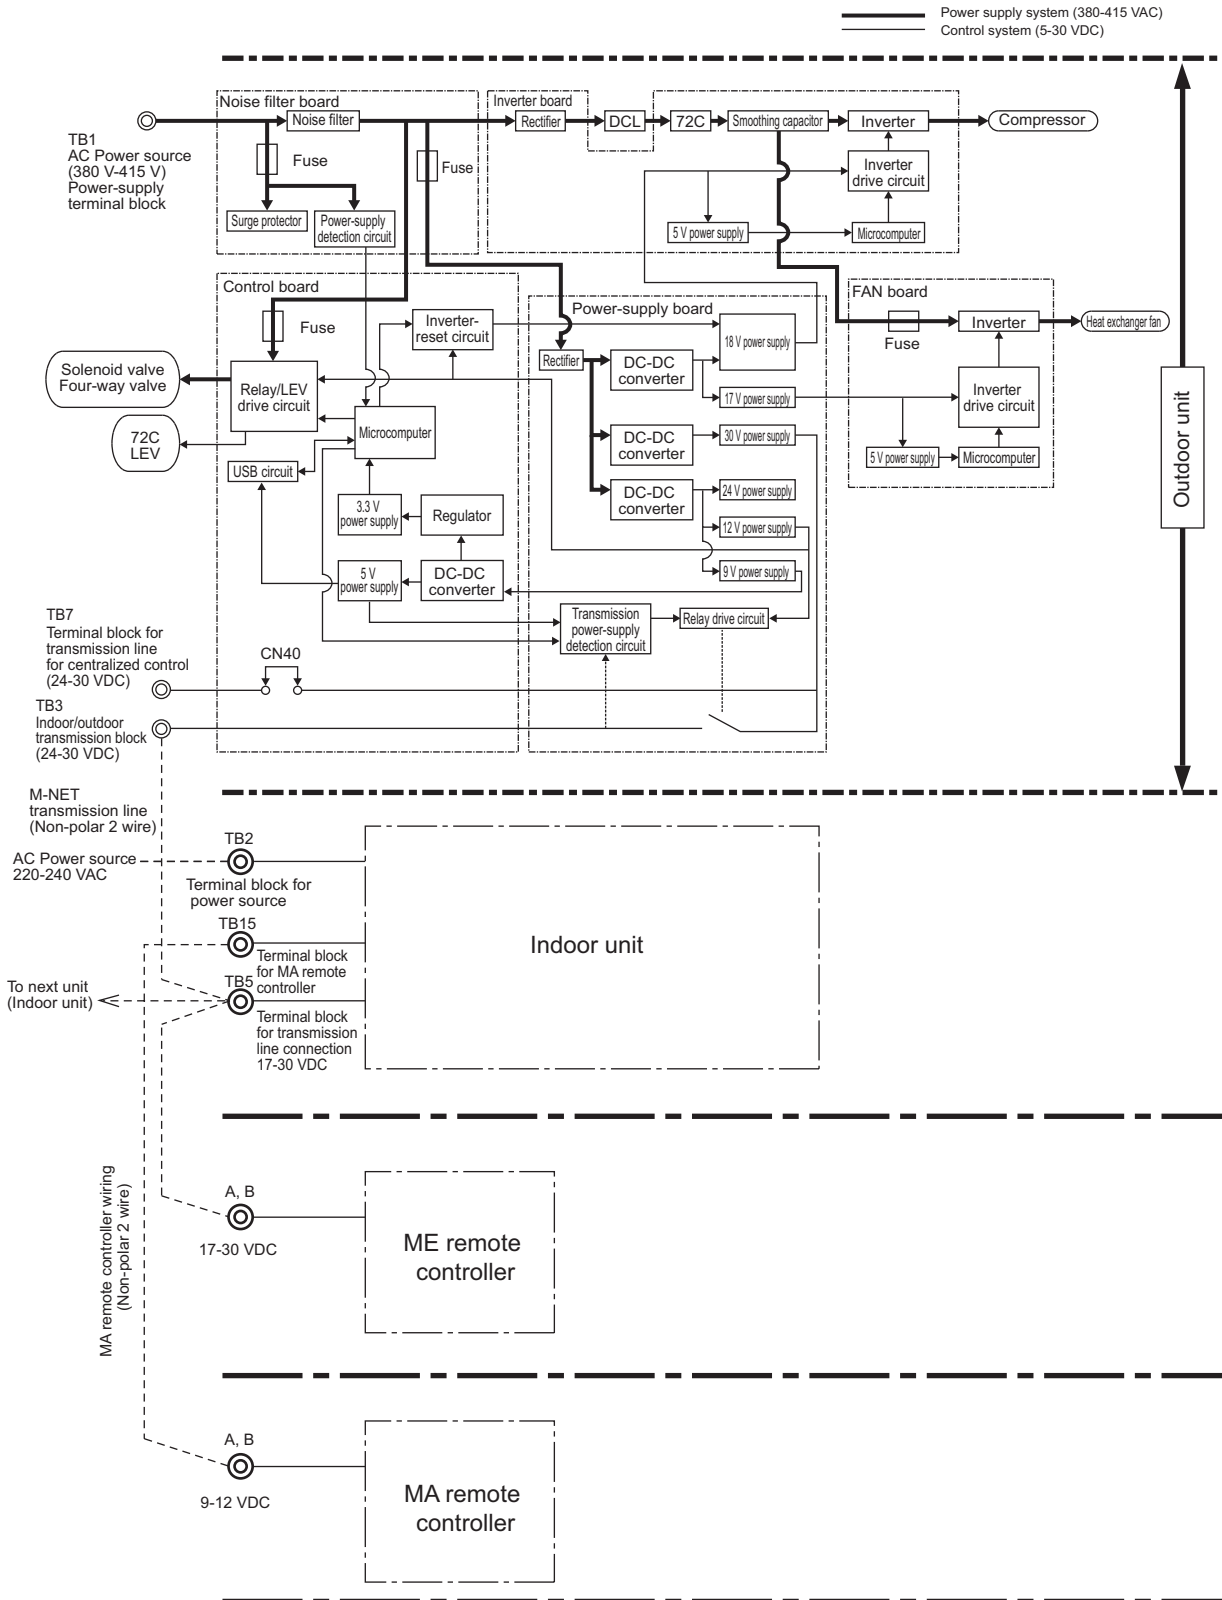 Power supply system (380-415 VAC)
Control system (5-30 VDC)
Noise filter board
Noise filter
TB1
AC Power source
(380 V-415 V)
Power-supply
terminal block
Fuse
Fuse
Surge protector
Power-supply
detection circuit
Inverter board
Rectifier
DCL
72C
Smoothing capacitor
Inverter
Compressor
Inverter
drive circuit
5 V power supply
Microcomputer
Control board
Fuse
Inverter-
reset circuit
Solenoid valve
Four-way valve
Relay/LEV
drive circuit
72C
LEV
Microcomputer
USB circuit
3.3 V
power supply
Regulator
5 V
power supply
DC-DC
converter
Power-supply board
Rectifier
DC-DC
converter
18 V power supply
17 V power supply
DC-DC
converter
30 V power supply
DC-DC
converter
24 V power supply
12 V power supply
9 V power supply
Transmission
power-supply
detection circuit
Relay drive circuit
FAN board
Fuse
Inverter
Heat exchanger fan
Inverter
drive circuit
5 V power supply
Microcomputer
Outdoor unit
TB7
Terminal block for
transmission line
for centralized control
(24-30 VDC)
CN40
TB3
Indoor/outdoor
transmission block
(24-30 VDC)
M-NET
transmission line
(Non-polar 2 wire)
AC Power source
220-240 VAC
TB2
Terminal block for
power source
TB15
Terminal block
for MA remote
controller
TB5
Terminal block
for transmission
line connection
17-30 VDC
To next unit
(Indoor unit)
Indoor unit
MA remote controller wiring
(Non-polar 2 wire)
A, B
17-30 VDC
ME remote
controller
A, B
9-12 VDC
MA remote
controller